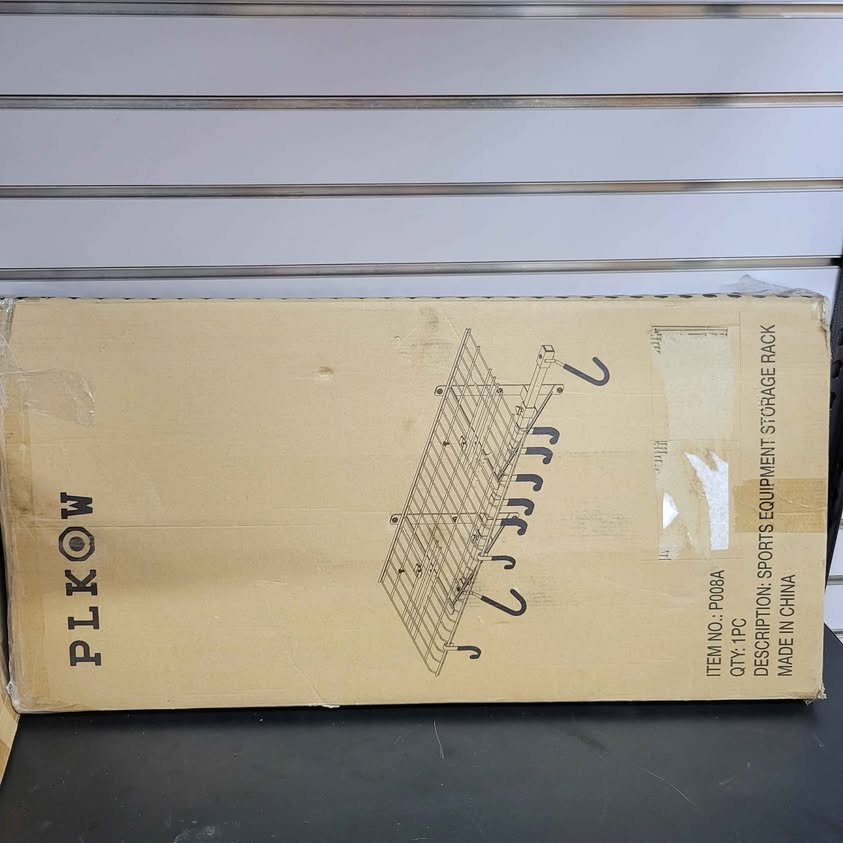 PLKOW
ITEM NO.: P008A
QTY: 1PC
DESCRIPTION: SPORTS EQUIPMENT STORAGE RACK
MADE IN CHINA